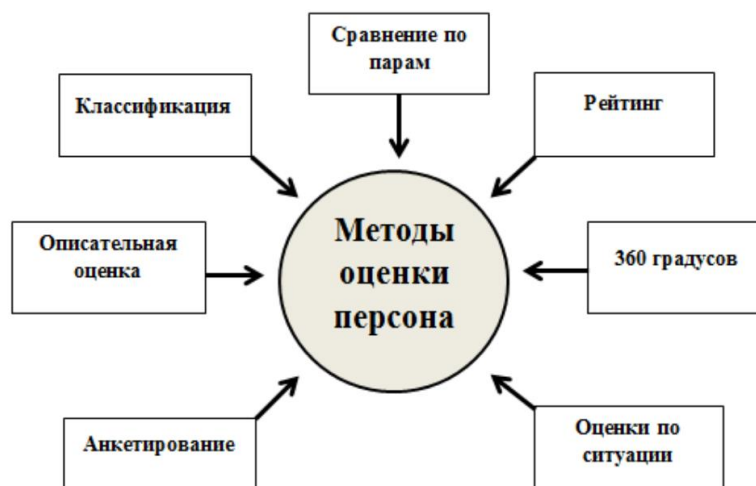 Сравнение по
парам
Классификация
Рейтинг
Методы
оценки
персона
Описательная
оценка
360 градусов
Анкетирование
Оценки по
ситуации